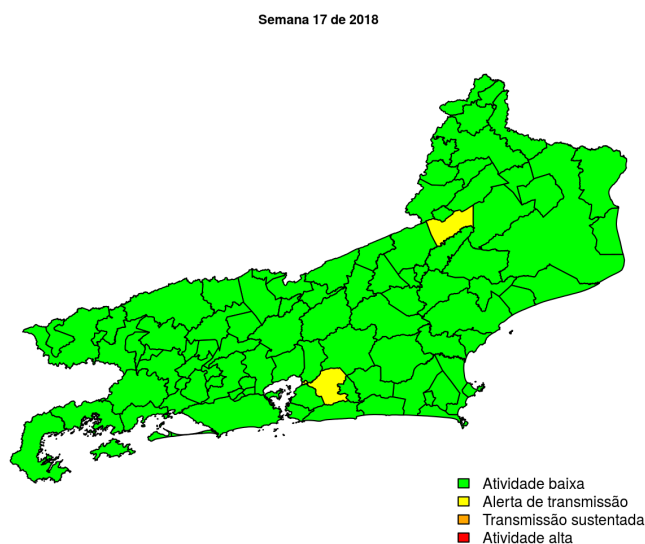 Semana 17 de 2018
Atividade baixa
Alerta de transmissão
Transmissão sustentada
Atividade alta